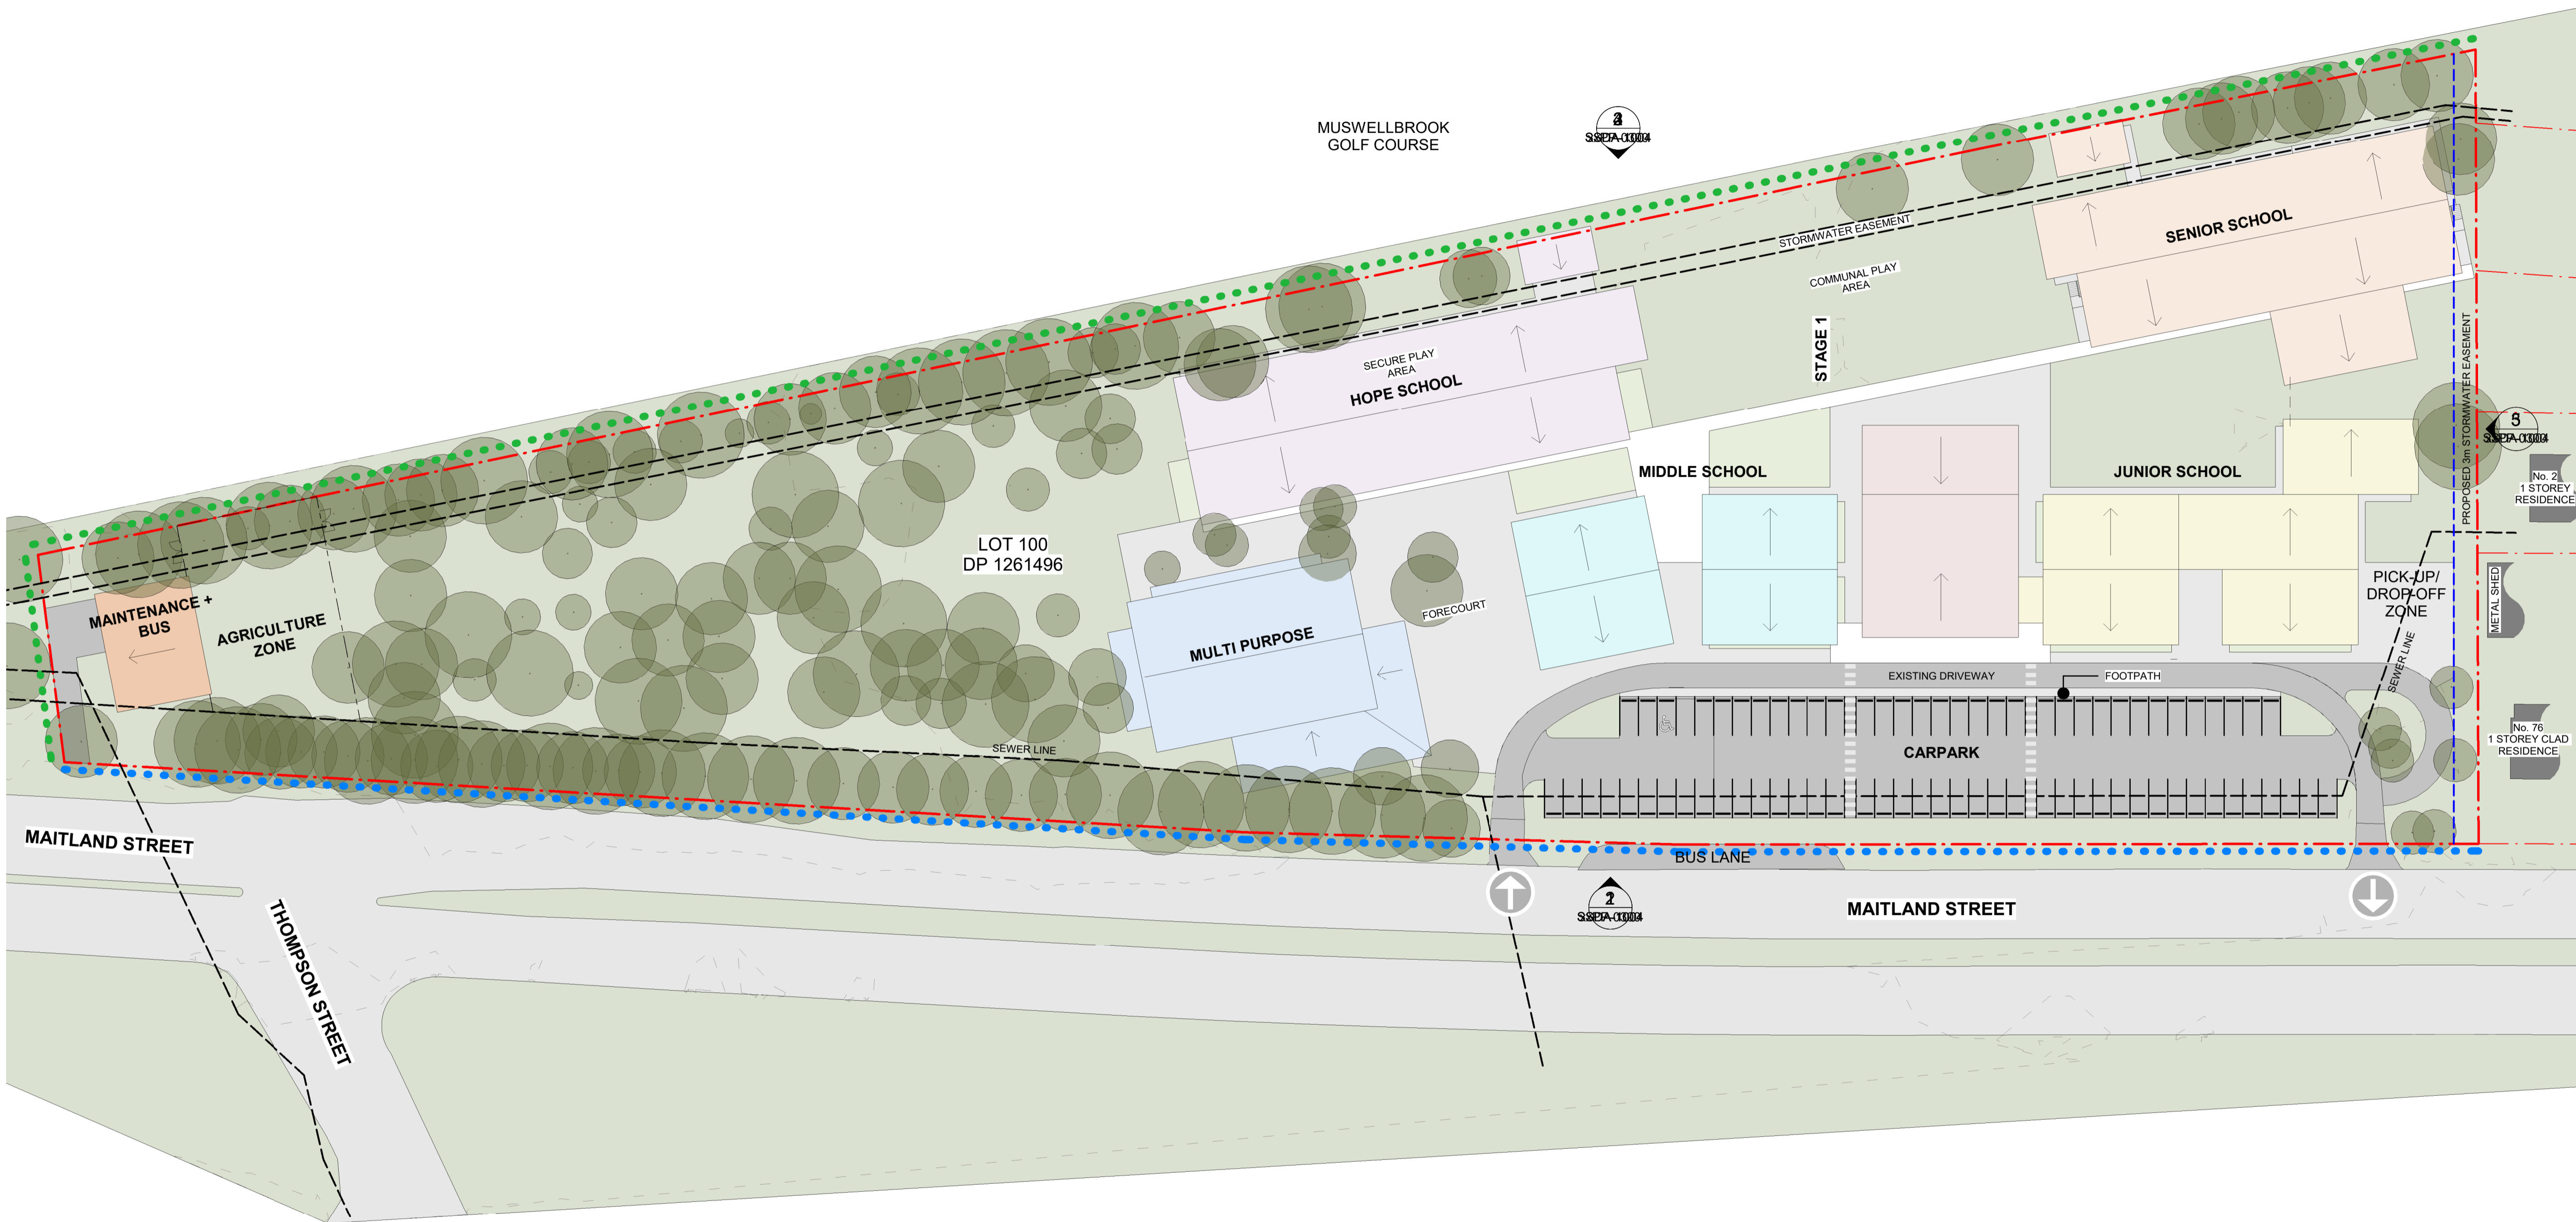 MUSWELLBROOK
GOLF COURSE
STORMWATER EASEMENT
COMMUNAL PLAY
AREA
SENIOR SCHOOL
STAGE 1
SECURE PLAY
AREA
HOPE SCHOOL
PROPOSED 3m STORMWATER EASEMENT
MIDDLE SCHOOL
JUNIOR SCHOOL
No. 2
1 STOREY
RESIDENCE
LOT 100
DP 1261496
PICK-UP/
DROP-OFF
ZONE
METAL SHED
MAINTENANCE +
BUS
AGRICULTURE
ZONE
FORECOURT
MULTI PURPOSE
SEWER LINE
EXISTING DRIVEWAY
FOOTPATH
SEWER LINE
CARPARK
No. 76
1 STOREY CLAD
RESIDENCE
MAITLAND STREET
BUS LANE
MAITLAND STREET
THOMPSON STREET